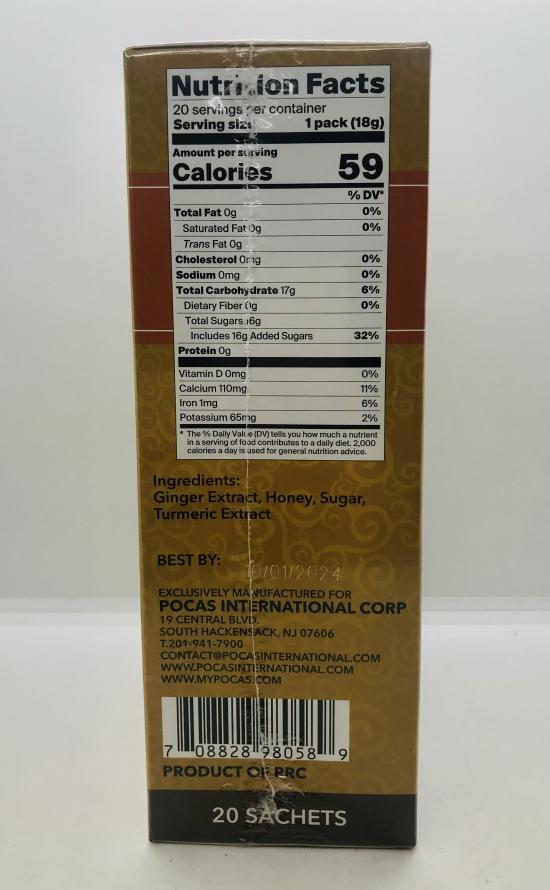 Nutrition Facts
20 servings per container
Serving size 1 pack (18g)
Amount per serving
Calories 59
% DV*
Total Fat 0g 0%
Saturated Fat 0g 0%
Trans Fat 0g
Cholesterol 0mg 0%
Sodium 0mg 0%
Total Carbohydrate 17g 6%
Dietary Fiber 0g 0%
Total Sugars 16g
Includes 16g Added Sugars 32%
Protein 0g
Vitamin D 0mg 0%
Calcium 110mg 11%
Iron 1mg 6%
Potassium 65mg 2%
* The % Daily Value (DV) tells you how much a nutrient
in a serving of food contributes to a daily diet. 2,000
calories a day is used for general nutrition advice.
Ingredients:
Ginger Extract, Honey, Sugar,
Turmeric Extract
BEST BY:
0/01/2024
EXCLUSIVELY MANUFACTURED FOR
POCAS INTERNATIONAL CORP
19 CENTRAL BLVD.
SOUTH HACKENSACK, NJ 07606
T.201-941-7900
CONTACT@POCASINTERNATIONAL.COM
WWW.POCASINTERNATIONAL.COM
WWW.MYPOCAS.COM
7 08828 98058 9
PRODUCT OF PRC
20 SACHETS